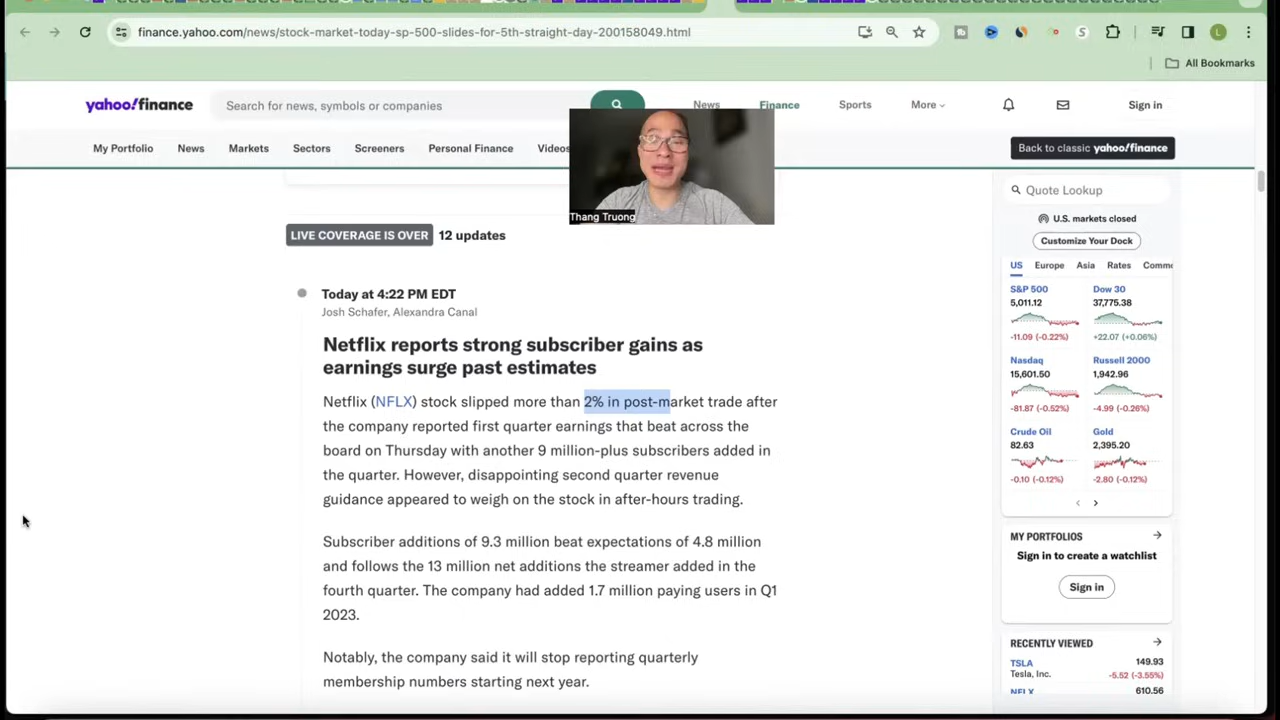 finance.yahoo.com/news/stock-market-today-sp-500-slides-for-5th-straight-day-200158049.html
S
L
All Bookmarks
yahoo!finance
Search for news, symbols or companies
News
Finance
Sports
More
Sign in
My Portfolio
News
Markets
Sectors
Screeners
Personal Finance
Videos
Back to classic yahoo!finance
Thang Truong
LIVE COVERAGE IS OVER 12 updates
Today at 4:22 PM EDT
Josh Schafer, Alexandra Canal
Netflix reports strong subscriber gains as
earnings surge past estimates
Netflix (NFLX) stock slipped more than 2% in post-market trade after
the company reported first quarter earnings that beat across the
board on Thursday with another 9 million-plus subscribers added in
the quarter. However, disappointing second quarter revenue
guidance appeared to weigh on the stock in after-hours trading.
Subscriber additions of 9.3 million beat expectations of 4.8 million
and follows the 13 million net additions the streamer added in the
fourth quarter. The company had added 1.7 million paying users in Q1
2023.
Notably, the company said it will stop reporting quarterly
membership numbers starting next year.
Quote Lookup
U.S. markets closed
Customize Your Dock
US Europe Asia Rates Comme
S&P 500
5,011.12
-11.09 (-0.22%)
Dow 30
37,775.38
+22.07 (+0.06%)
Nasdaq
15,601.50
-81.87 (-0.52%)
Russell 2000
1,942.96
-4.99 (-0.26%)
Crude Oil
82.63
-0.10 (-0.12%)
Gold
2,395.20
-2.80 (-0.12%)
MY PORTFOLIOS
Sign in to create a watchlist
Sign in
RECENTLY VIEWED
TSLA 149.93
Tesla, Inc. -5.52 (-3.55%)
NFLX 610.56